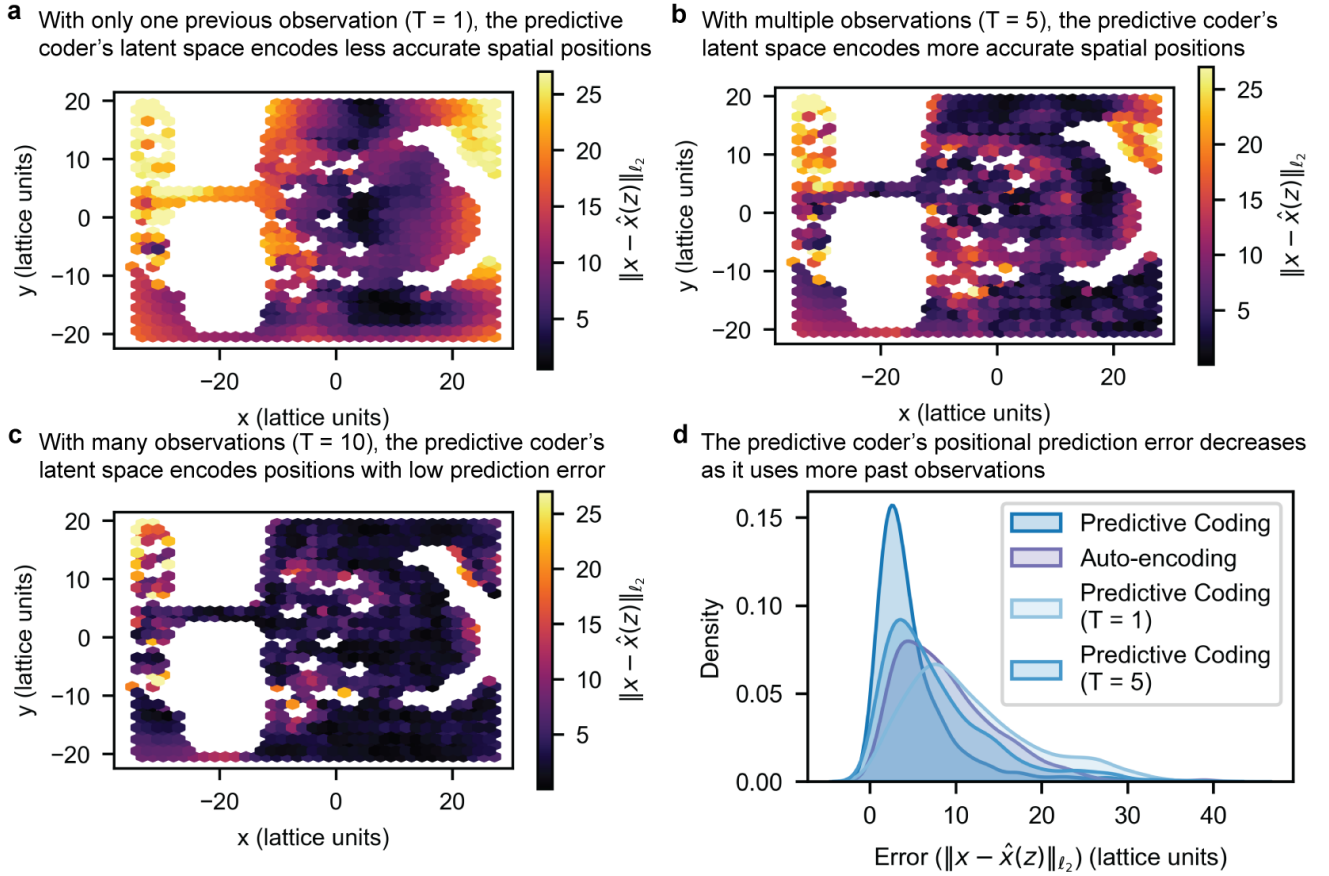 a With only one previous observation (T = 1), the predictive
coder's latent space encodes less accurate spatial positions
20
10
0
−10
−20
y (lattice units)
−20 0 20
x (lattice units)
25
20
15
10
5
‖x − x̂(z)‖ℓ₂
b With multiple observations (T = 5), the predictive coder's
latent space encodes more accurate spatial positions
20
10
0
−10
−20
y (lattice units)
−20 0 20
x (lattice units)
25
20
15
10
5
‖x − x̂(z)‖ℓ₂
c With many observations (T = 10), the predictive coder's
latent space encodes positions with low prediction error
20
10
0
−10
−20
y (lattice units)
−20 0 20
x (lattice units)
25
20
15
10
5
‖x − x̂(z)‖ℓ₂
d The predictive coder's positional prediction error decreases
as it uses more past observations
0.15
0.10
0.05
0.00
Density
Predictive Coding
Auto-encoding
Predictive Coding
(T = 1)
Predictive Coding
(T = 5)
0 10 20 30 40
Error (‖x − x̂(z)‖ℓ₂) (lattice units)